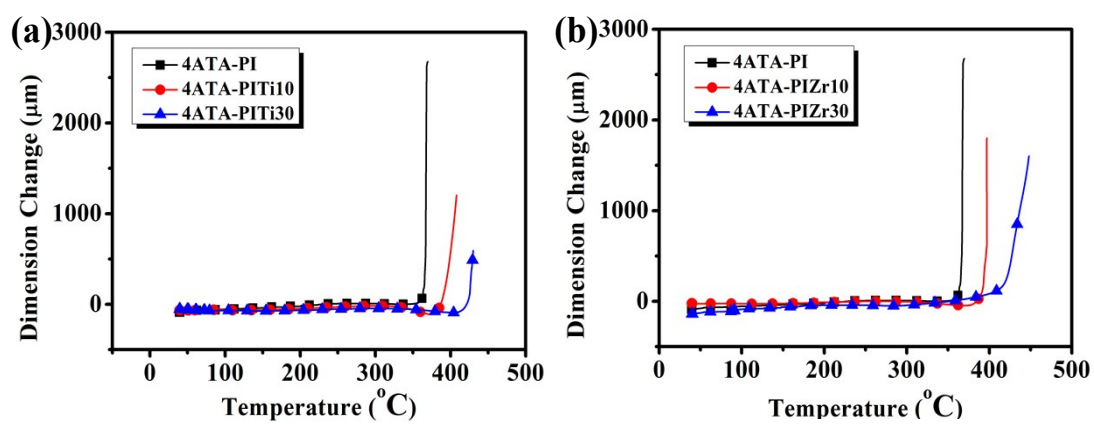 (a)
3000
2000
1000
0
Dimension Change (μm)
4ATA-PI
4ATA-PITi10
4ATA-PITi30
0 100 200 300 400 500
Temperature (°C)
(b)
3000
2000
1000
0
Dimension Change (μm)
4ATA-PI
4ATA-PIZr10
4ATA-PIZr30
0 100 200 300 400 500
Temperature (°C)